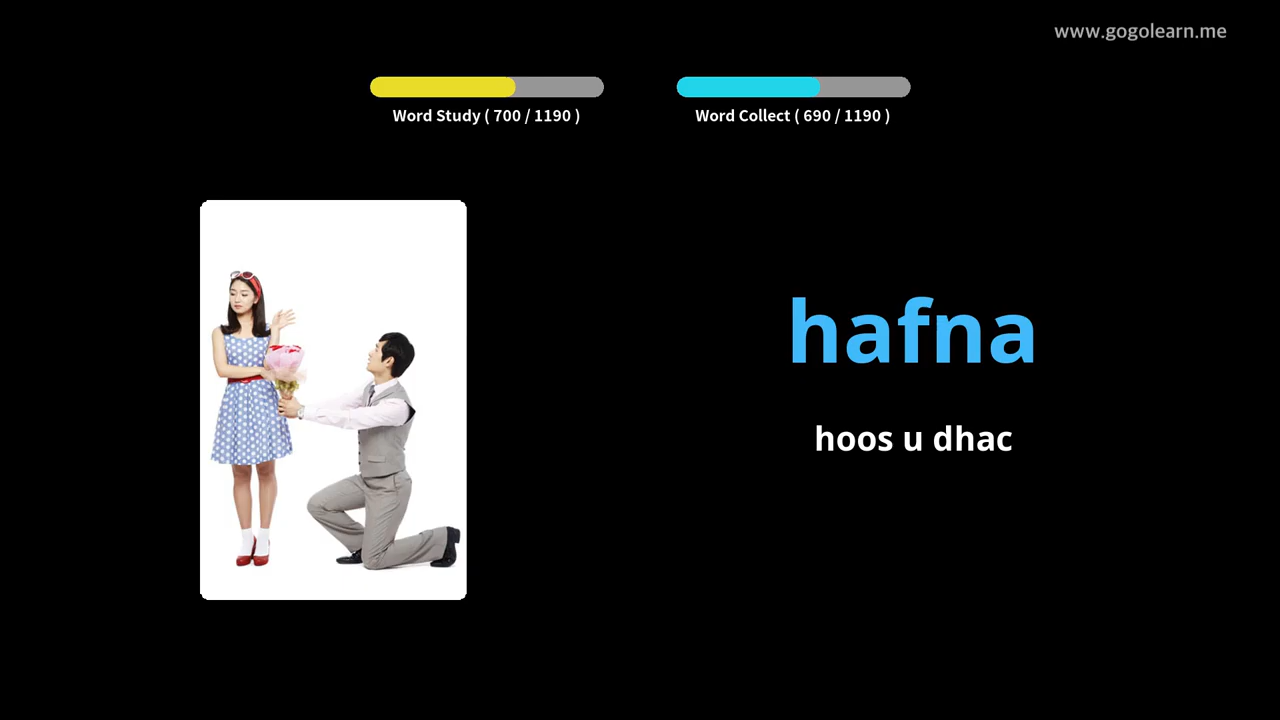 www.gogolearn.me
Word Study ( 700 / 1190 )
Word Collect ( 690 / 1190 )
hafna
hoos u dhac